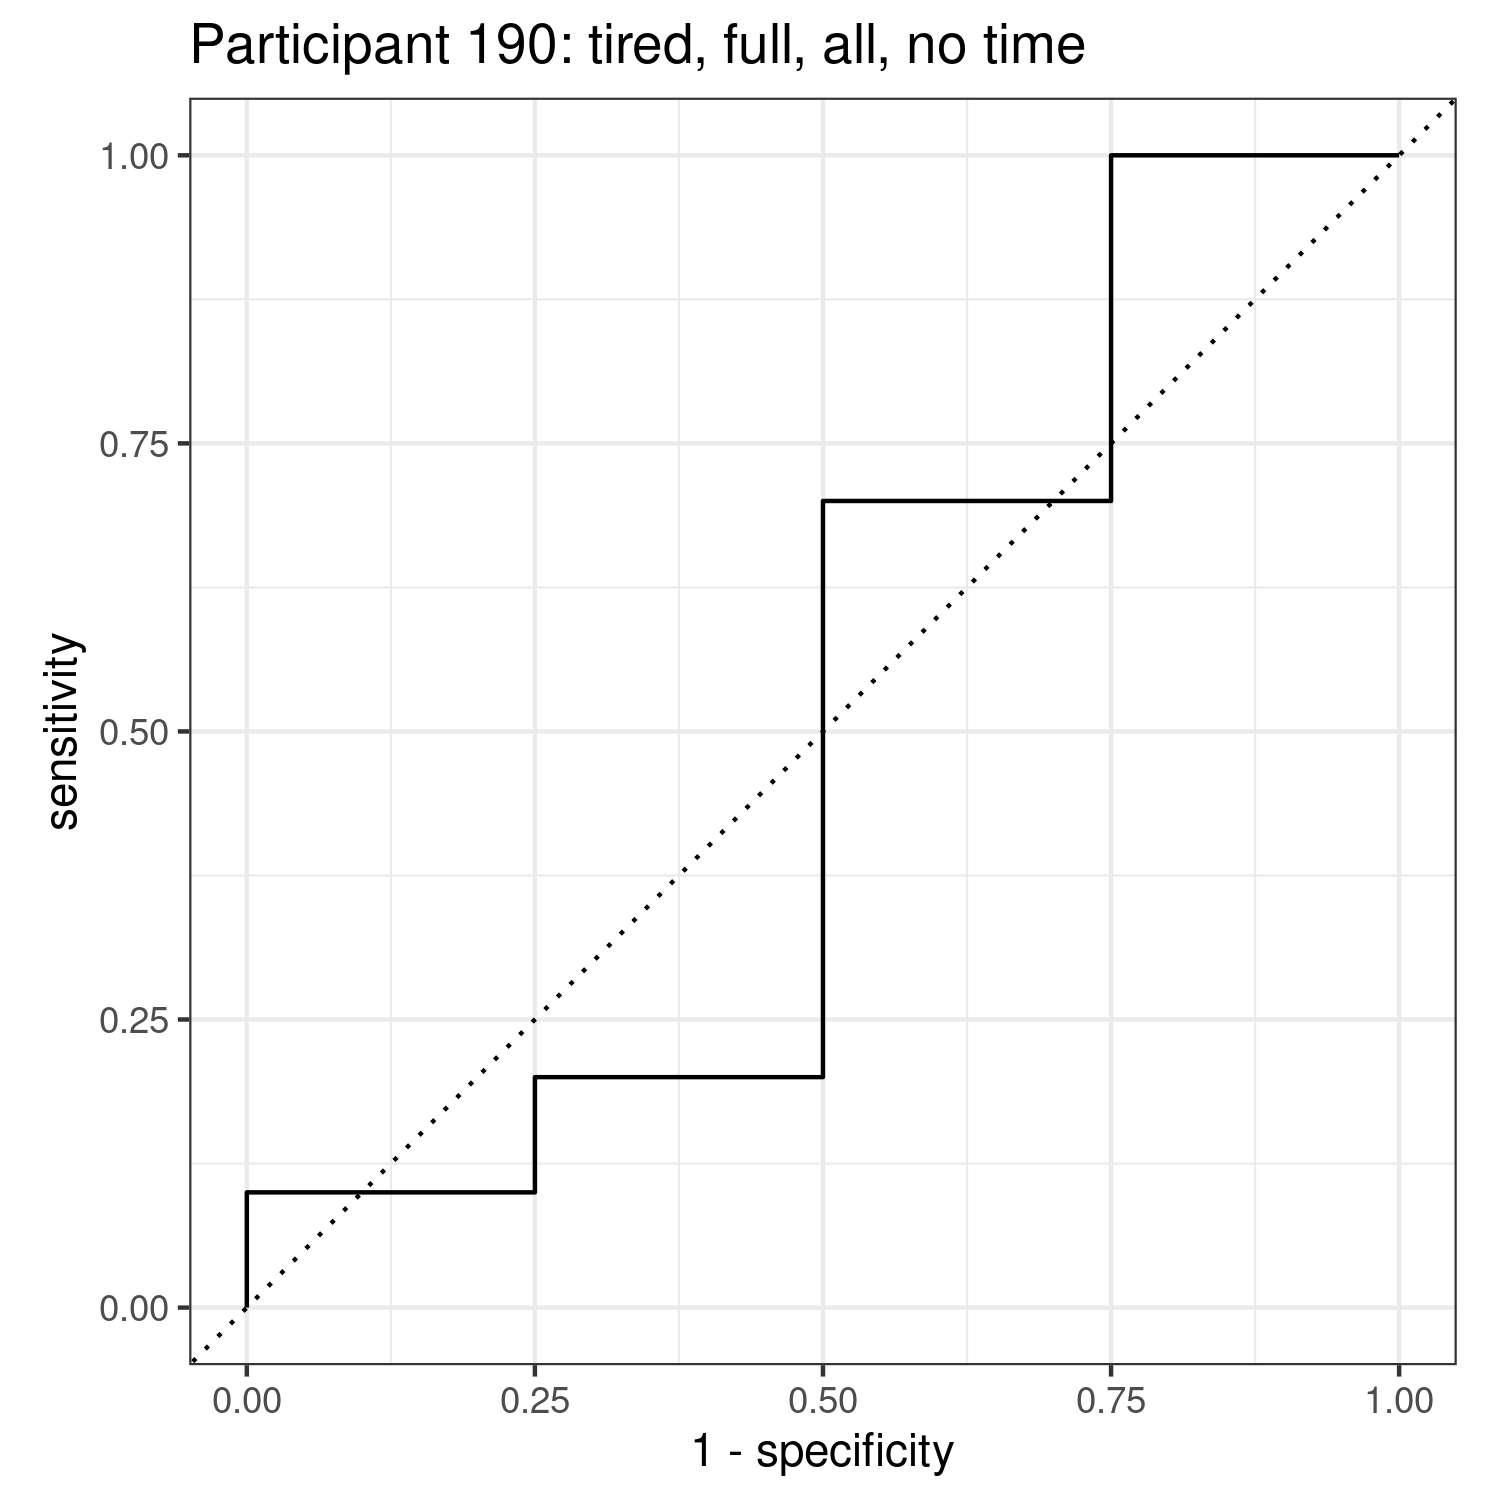 Participant 190: tired, full, all, no time
1.00
0.75
0.50
0.25
0.00
sensitivity
0.00 0.25 0.50 0.75 1.00
1 - specificity